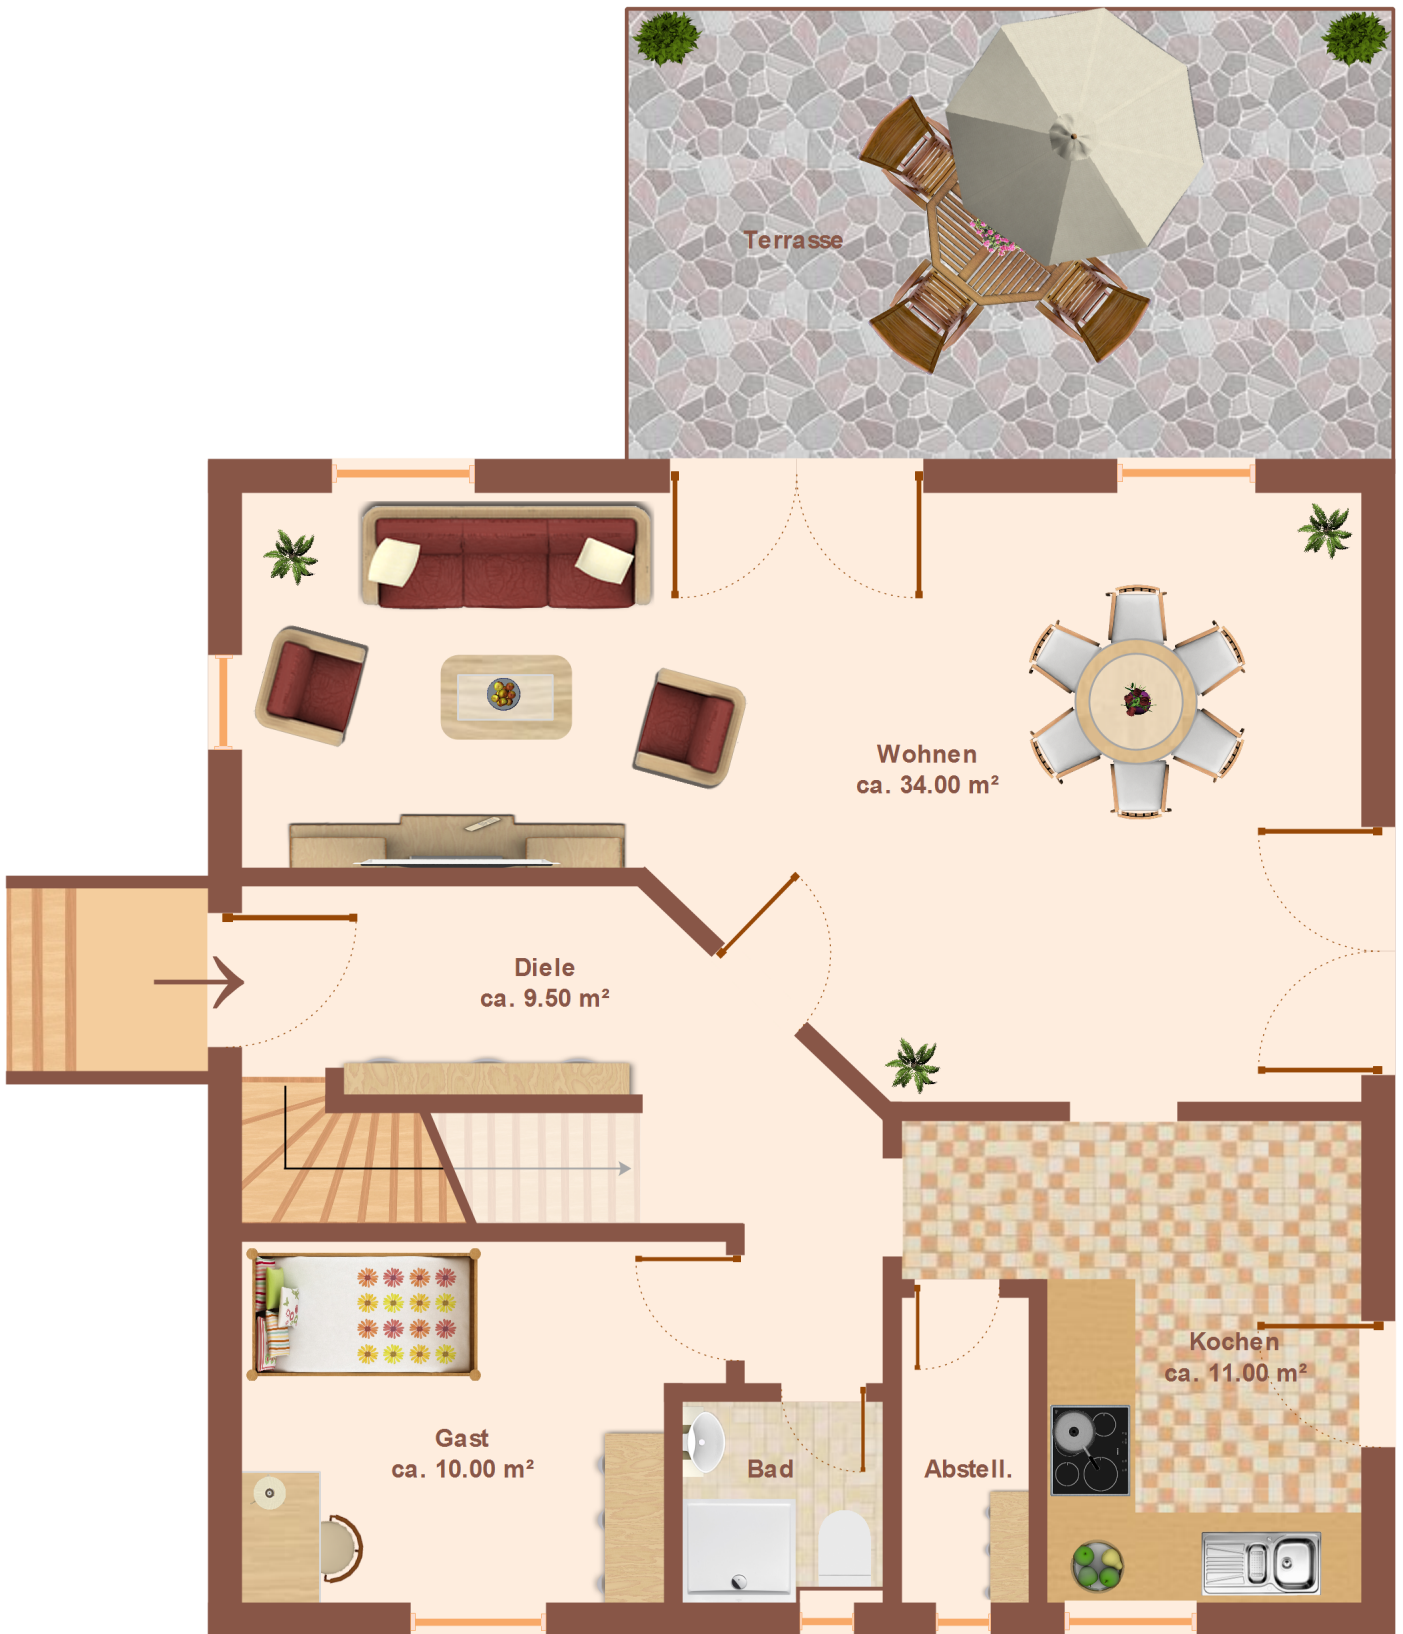 Terrasse
Wohnen
ca. 34.00 m²
Diele
ca. 9.50 m²
Kochen
ca. 11.00 m²
Gast
ca. 10.00 m²
Bad
Abstell.